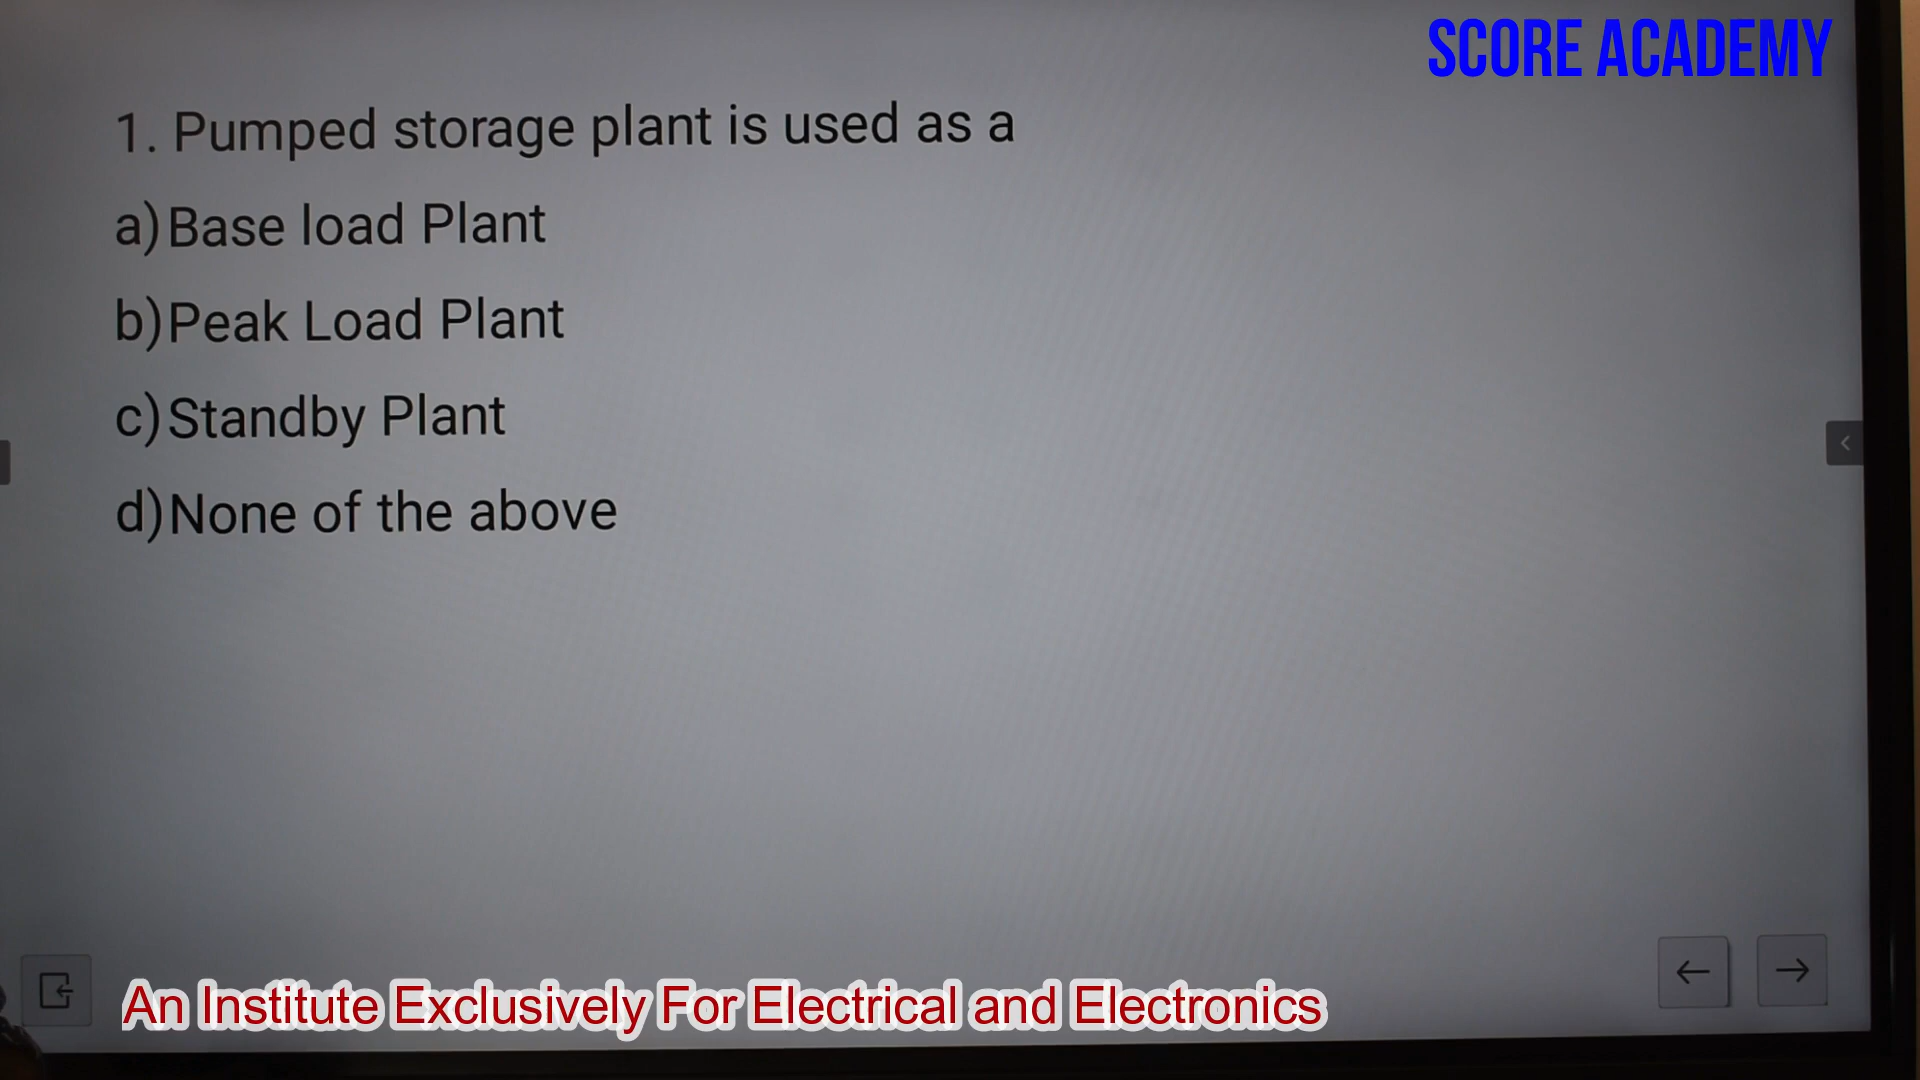 SCORE ACADEMY
1. Pumped storage plant is used as a
a) Base load Plant
b) Peak Load Plant
c) Standby Plant
d) None of the above
An Institute Exclusively For Electrical and Electronics